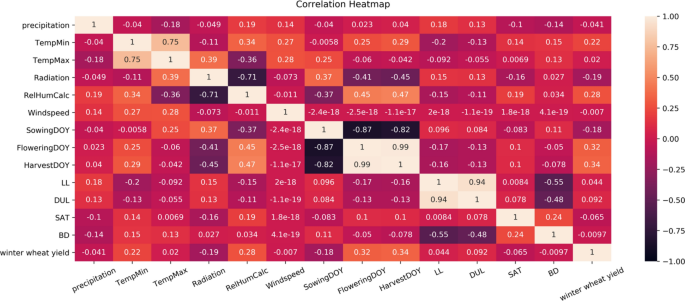 Correlation Heatmap
precipitation 1 -0.04 -0.18 -0.049 0.19 0.14 -0.04 0.023 0.04 0.18 0.13 -0.1 -0.14 -0.041
TempMin -0.04 1 0.75 -0.11 0.34 0.27 -0.0058 0.25 0.29 -0.2 -0.13 0.14 0.15 0.22
TempMax -0.18 0.75 1 0.39 -0.36 0.28 0.25 -0.06 -0.042 -0.092 -0.055 0.0069 0.13 0.02
Radiation -0.049 -0.11 0.39 1 -0.71 -0.073 0.37 -0.41 -0.45 0.15 0.13 -0.16 0.027 -0.19
RelHumCalc 0.19 0.34 -0.36 -0.71 1 -0.011 -0.37 0.45 0.47 -0.15 -0.11 0.19 0.034 0.28
Windspeed 0.14 0.27 0.28 -0.073 -0.011 1 -2.4e-18 -2.5e-18 -1.1e-17 2e-18 -1.1e-19 1.8e-18 4.1e-19 -0.007
SowingDOY -0.04 -0.0058 0.25 0.37 -0.37 -2.4e-18 1 -0.87 -0.82 0.096 0.084 -0.083 0.11 -0.18
FloweringDOY 0.023 0.25 -0.06 -0.41 0.45 -2.5e-18 -0.87 1 0.99 -0.17 -0.13 0.1 -0.05 0.32
HarvestDOY 0.04 0.29 -0.042 -0.45 0.47 -1.1e-17 -0.82 0.99 1 -0.16 -0.13 0.1 -0.078 0.34
LL 0.18 -0.2 -0.092 0.15 -0.15 2e-18 0.096 -0.17 -0.16 1 0.94 0.0084 -0.55 0.044
DUL 0.13 -0.13 -0.055 0.13 -0.11 -1.1e-19 0.084 -0.13 -0.13 0.94 1 0.078 -0.48 0.092
SAT -0.1 0.14 0.0069 -0.16 0.19 1.8e-18 -0.083 0.1 0.1 0.0084 0.078 1 0.24 -0.065
BD -0.14 0.15 0.13 0.027 0.034 4.1e-19 0.11 -0.05 -0.078 -0.55 -0.48 0.24 1 -0.0097
winter wheat yield -0.041 0.22 0.02 -0.19 0.28 -0.007 -0.18 0.32 0.34 0.044 0.092 -0.065 -0.0097 1
precipitation TempMin TempMax Radiation RelHumCalc Windspeed SowingDOY FloweringDOY HarvestDOY LL DUL SAT BD winter wheat yield
1.00
0.75
0.50
0.25
0.00
-0.25
-0.50
-0.75
-1.00